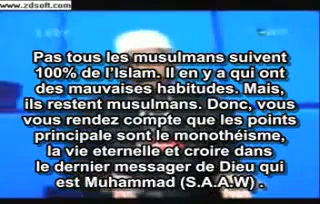 www.zdsoft.com
Pas tous les musulmans suivent
100% de l'Islam. Il en y a qui ont
des mauvaises habitudes. Mais,
ils restent musulmans. Donc, vous
vous rendez compte que les points
principale sont le monothéisme,
la vie eternelle et croire dans
le dernier messager de Dieu qui
est Muhammad (S.A.A.W) .